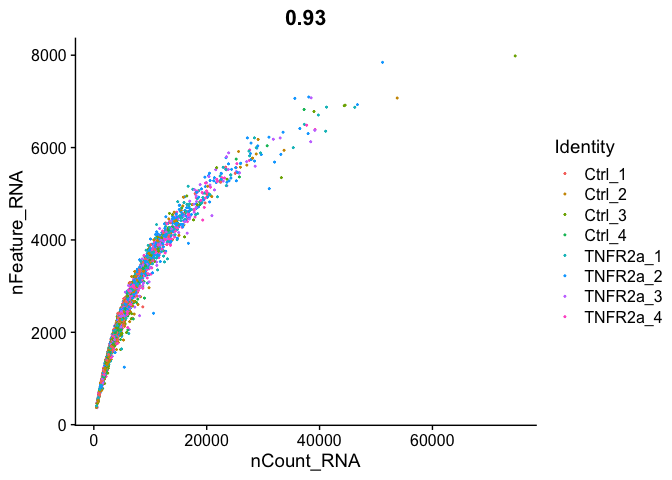 0.93
8000
6000
4000
2000
0
nFeature_RNA
0
20000
40000
60000
nCount_RNA
Identity
Ctrl_1
Ctrl_2
Ctrl_3
Ctrl_4
TNFR2a_1
TNFR2a_2
TNFR2a_3
TNFR2a_4